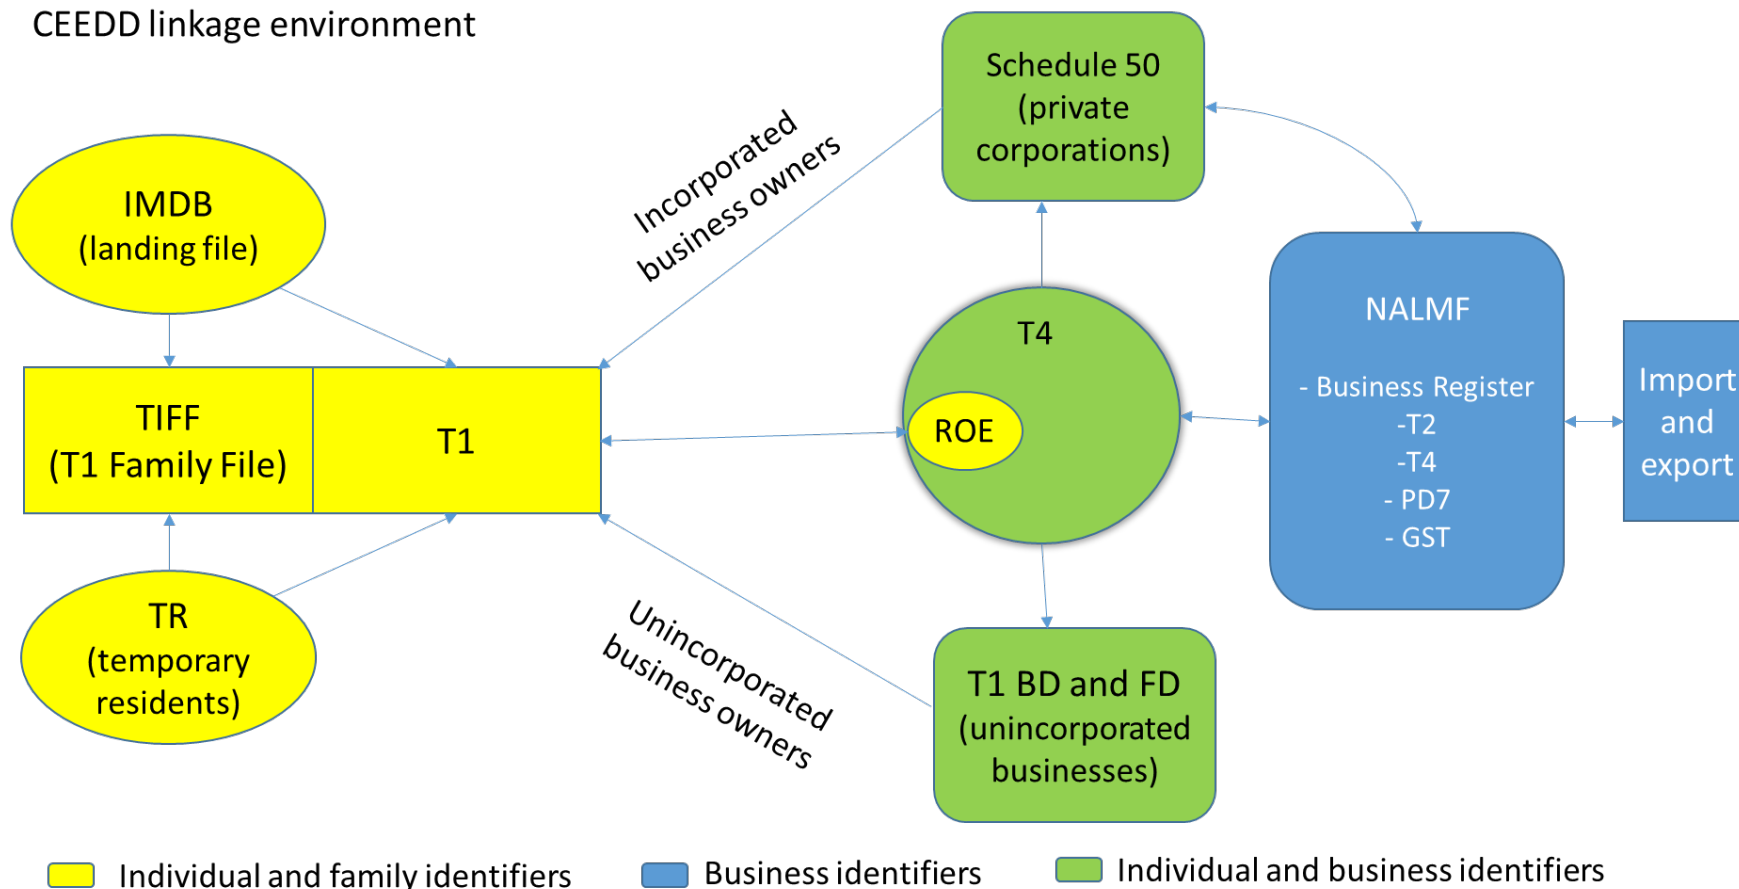 CEEDD linkage environment
Schedule 50
(private
corporations)
Incorporated
business owners
IMDB
(landing file)
NALMF
- Business Register
-T2
-T4
- PD7
- GST
T4
ROE
Import
and
export
TIFF
(T1 Family File)
T1
TR
(temporary
residents)
Unincorporated
business owners
T1 BD and FD
(unincorporated
businesses)
Individual and family identifiers
Business identifiers
Individual and business identifiers